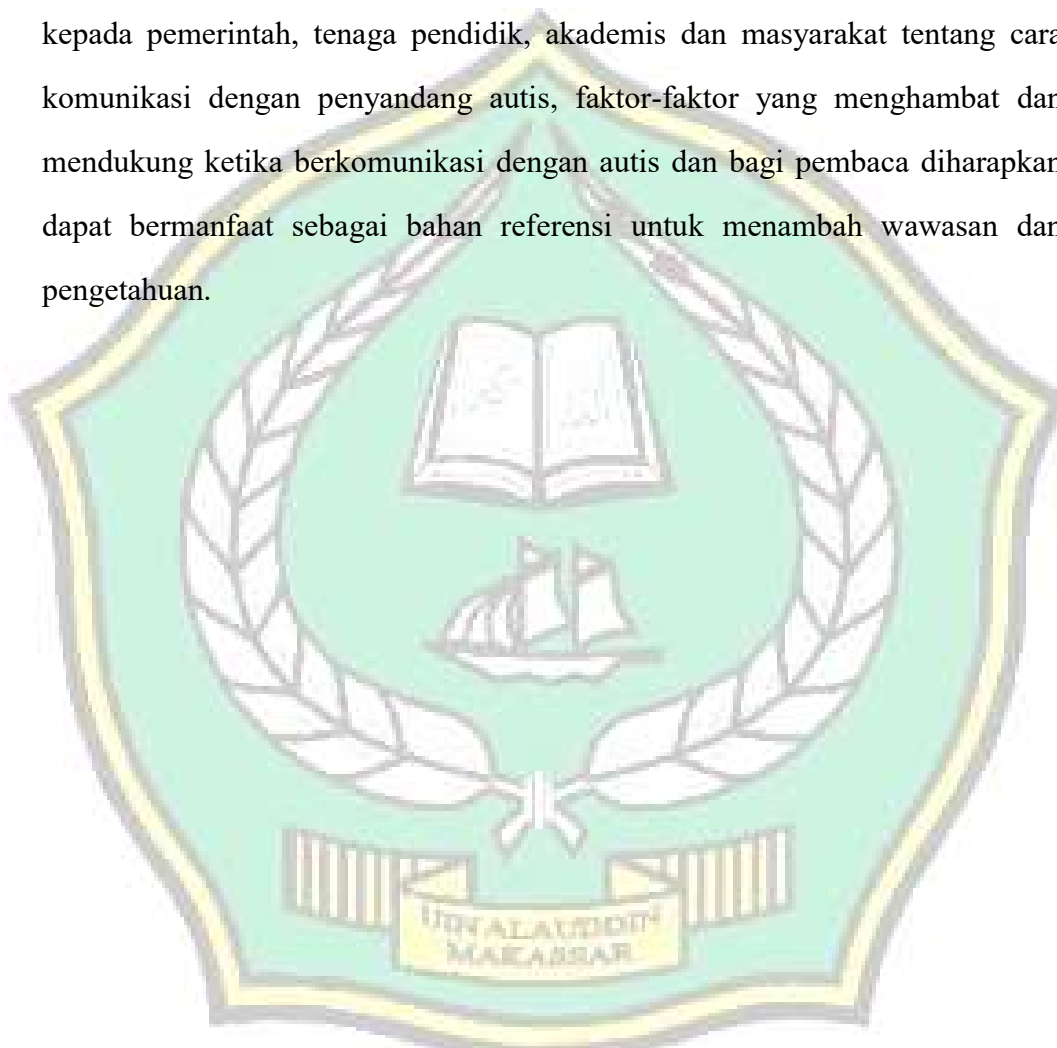 kepada pemerintah, tenaga pendidik, akademis dan masyarakat tentang cara
komunikasi dengan penyandang autis, faktor-faktor yang menghambat dan
mendukung ketika berkomunikasi dengan autis dan bagi pembaca diharapkan
dapat bermanfaat sebagai bahan referensi untuk menambah wawasan dan
pengetahuan.
UIN ALAUDDIN
MAKASSAR